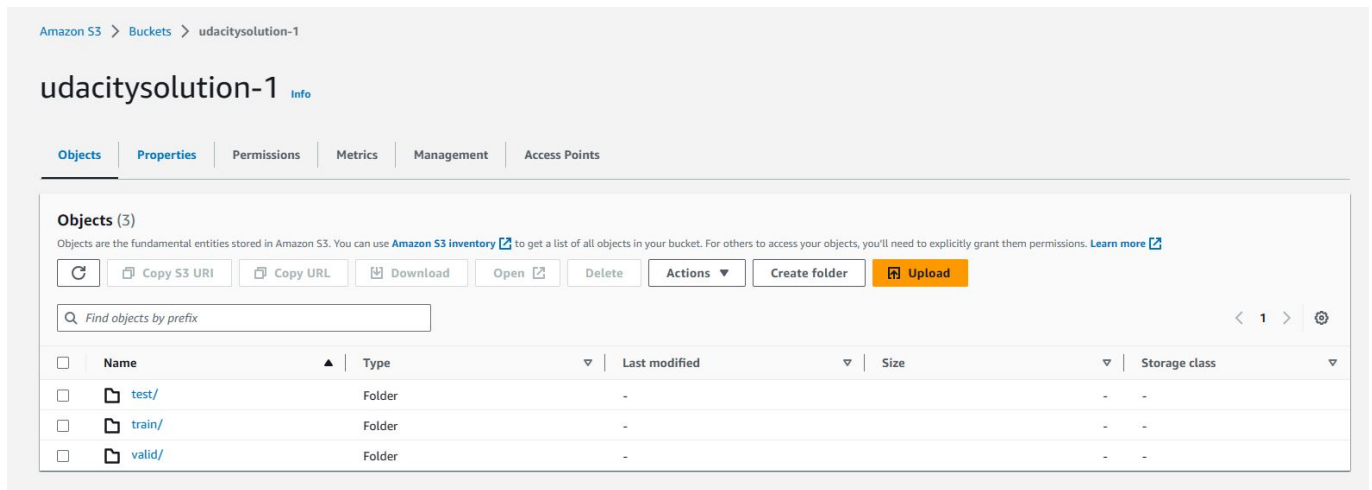 Amazon S3 > Buckets > udacitysolution-1
udacitysolution-1 Info
Objects Properties Permissions Metrics Management Access Points
Objects (3)
Objects are the fundamental entities stored in Amazon S3. You can use Amazon S3 inventory to get a list of all objects in your bucket. For others to access your objects, you'll need to explicitly grant them permissions. Learn more
Copy S3 URI Copy URL Download Open Delete Actions Create folder Upload
Find objects by prefix < 1 >
Name Type Last modified Size Storage class
test/ Folder - - -
train/ Folder - - -
valid/ Folder - - -